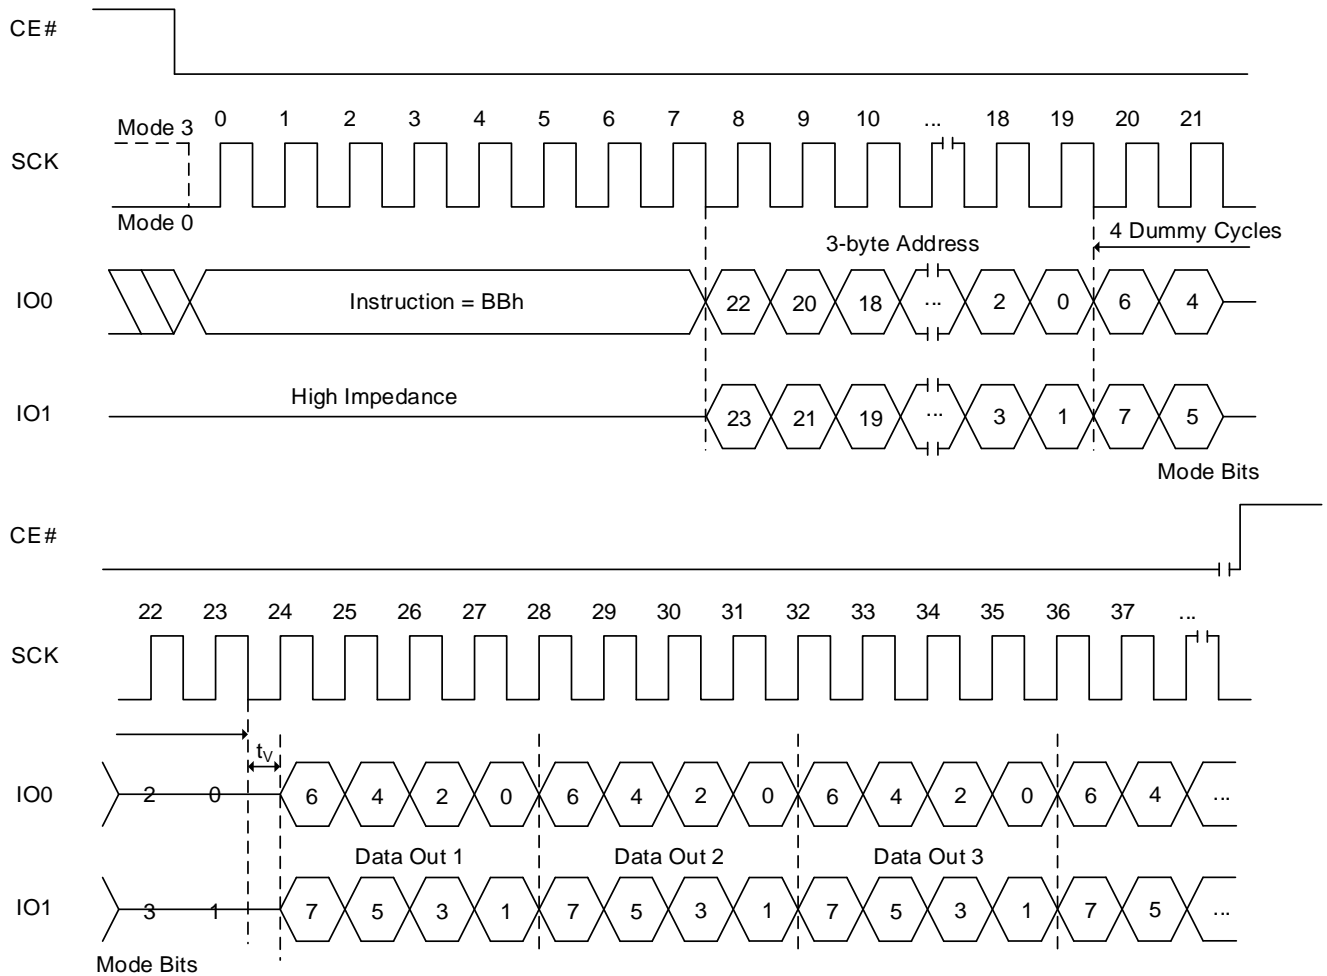 CE#
Mode 3 0 1 2 3 4 5 6 7 8 9 10 ... 18 19 20 21
SCK
Mode 0
3-byte Address 4 Dummy Cycles
IO0 Instruction = BBh 22 20 18 ... 2 0 6 4
High Impedance
IO1 23 21 19 ... 3 1 7 5
Mode Bits
CE#
22 23 24 25 26 27 28 29 30 31 32 33 34 35 36 37 ...
SCK
tV
IO0 2 0 6 4 2 0 6 4 2 0 6 4 2 0 6 4 ...
Data Out 1 Data Out 2 Data Out 3
IO1 3 1 7 5 3 1 7 5 3 1 7 5 3 1 7 5 ...
Mode Bits